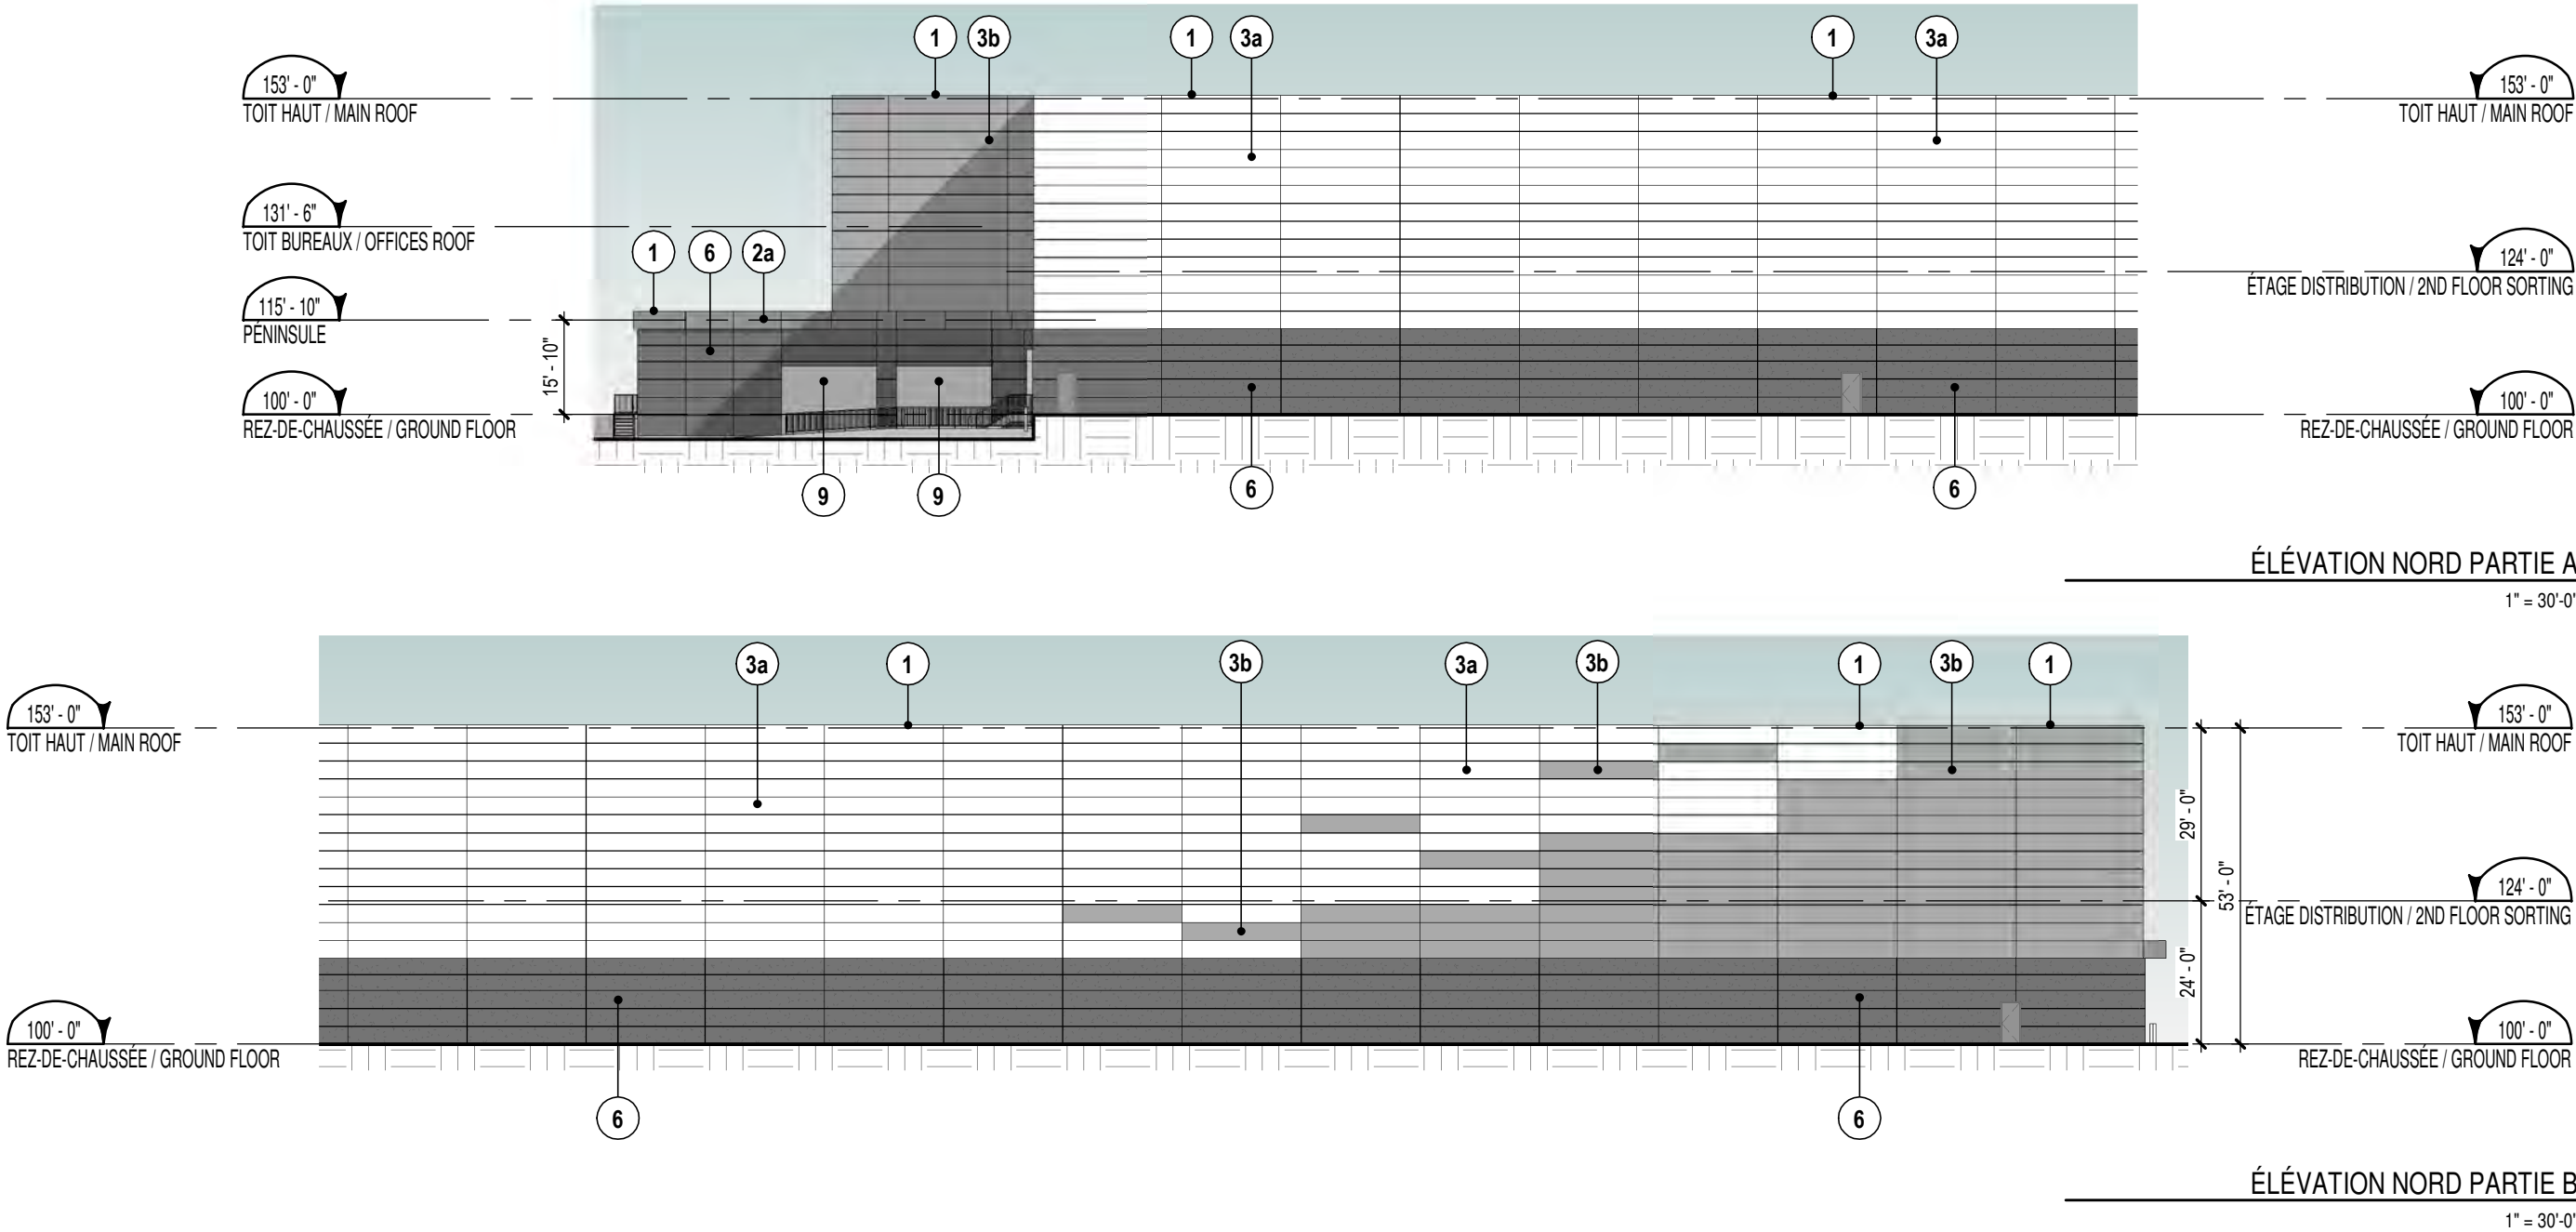 1 3b 1 3a 1 3a
153' - 0"
TOIT HAUT / MAIN ROOF
153' - 0"
TOIT HAUT / MAIN ROOF
131' - 6"
TOIT BUREAUX / OFFICES ROOF
1 6 2a
124' - 0"
ÉTAGE DISTRIBUTION / 2ND FLOOR SORTING
115' - 10"
PÉNINSULE
15' - 10"
100' - 0"
REZ-DE-CHAUSSÉE / GROUND FLOOR
100' - 0"
REZ-DE-CHAUSSÉE / GROUND FLOOR
9 9 6 6
ÉLÉVATION NORD PARTIE A
1" = 30'-0"
3a 1 3b 3a 3b 1 3b 1
153' - 0"
TOIT HAUT / MAIN ROOF
153' - 0"
TOIT HAUT / MAIN ROOF
29' - 0"
53' - 0"
124' - 0"
ÉTAGE DISTRIBUTION / 2ND FLOOR SORTING
24' - 0"
100' - 0"
REZ-DE-CHAUSSÉE / GROUND FLOOR
100' - 0"
REZ-DE-CHAUSSÉE / GROUND FLOOR
6 6
ÉLÉVATION NORD PARTIE B
1" = 30'-0"